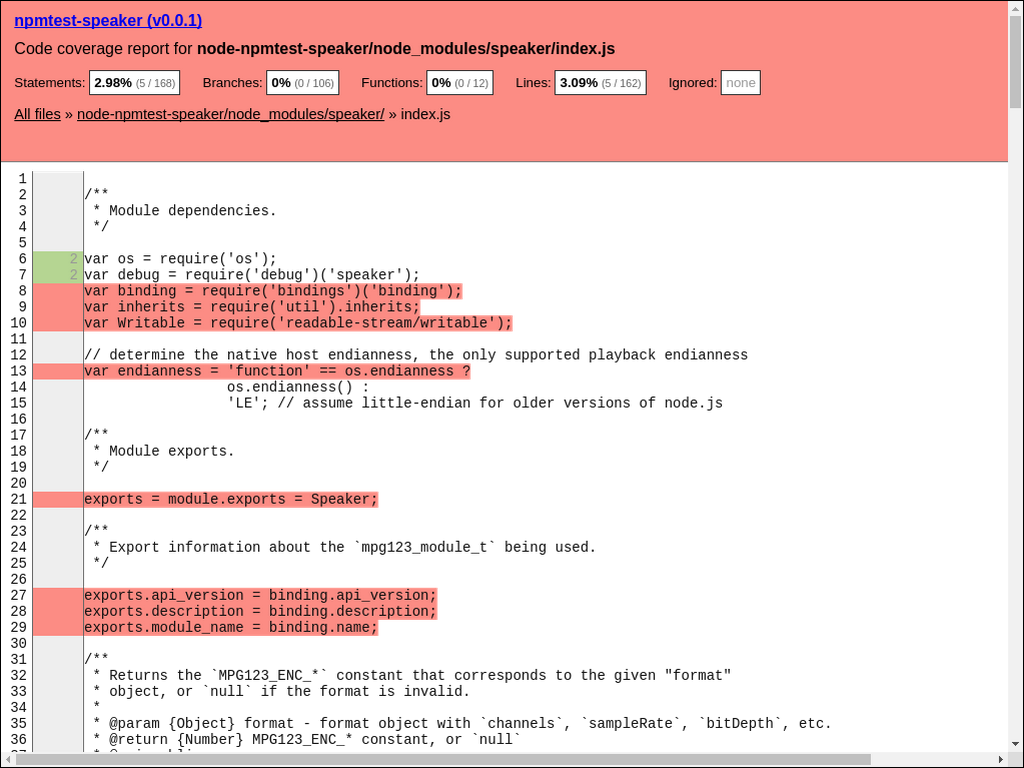 npmtest-speaker (v0.0.1)
Code coverage report for node-npmtest-speaker/node_modules/speaker/index.js
Statements: 2.98% (5 / 168) Branches: 0% (0 / 106) Functions: 0% (0 / 12) Lines: 3.09% (5 / 162) Ignored: none
All files » node-npmtest-speaker/node_modules/speaker/ » index.js
1
2 /**
3  * Module dependencies.
4  */
5
6 2 var os = require('os');
7 2 var debug = require('debug')('speaker');
8 var binding = require('bindings')('binding');
9 var inherits = require('util').inherits;
10 var Writable = require('readable-stream/writable');
11
12 // determine the native host endianness, the only supported playback endianness
13 var endianness = 'function' == os.endianness ?
14                  os.endianness() :
15                  'LE'; // assume little-endian for older versions of node.js
16
17 /**
18  * Module exports.
19  */
20
21 exports = module.exports = Speaker;
22
23 /**
24  * Export information about the `mpg123_module_t` being used.
25  */
26
27 exports.api_version = binding.api_version;
28 exports.description = binding.description;
29 exports.module_name = binding.name;
30
31 /**
32  * Returns the `MPG123_ENC_*` constant that corresponds to the given "format"
33  * object, or `null` if the format is invalid.
34  *
35  * @param {Object} format - format object with `channels`, `sampleRate`, `bitDepth`, etc.
36  * @return {Number} MPG123_ENC_* constant, or `null`